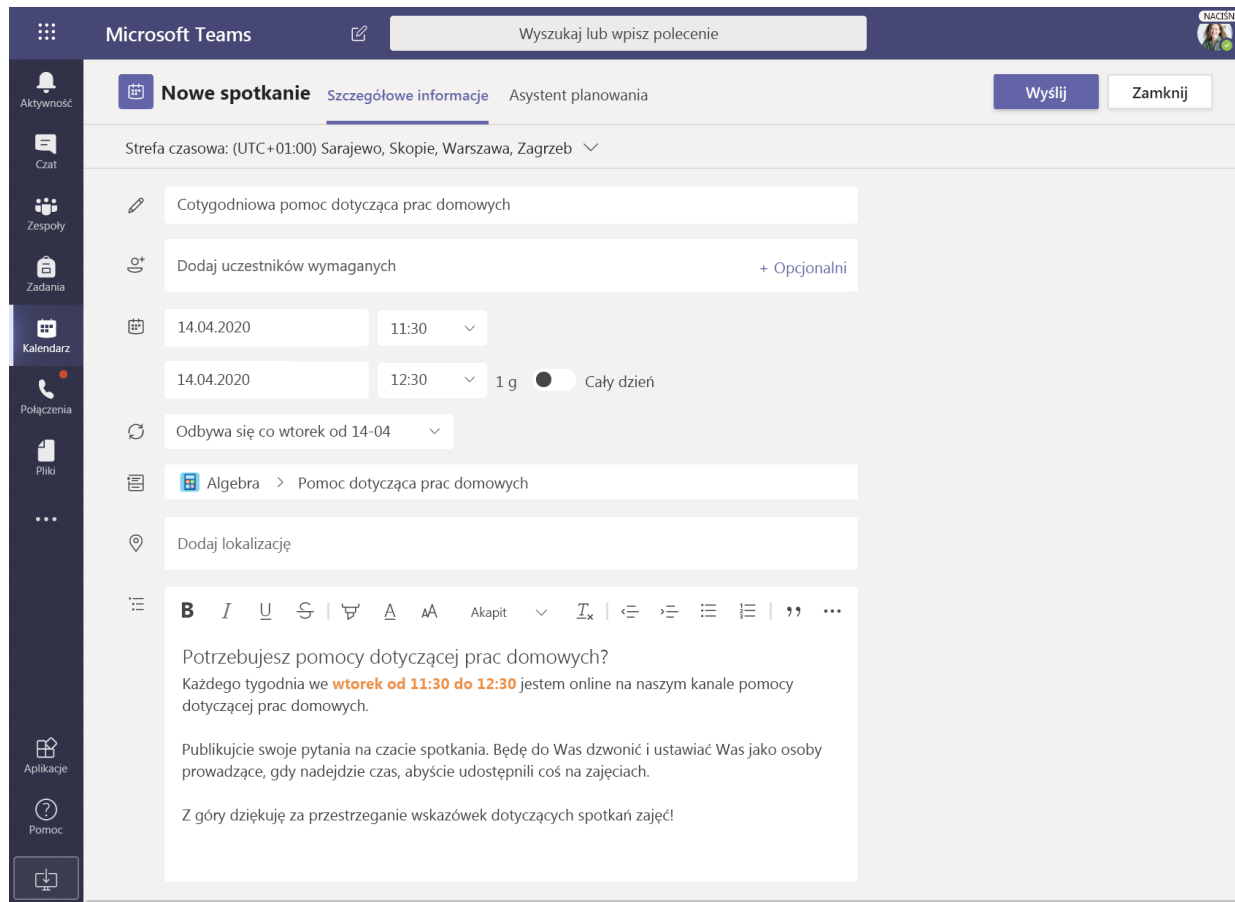 NACIŚN
Microsoft Teams
Wyszukaj lub wpisz polecenie
Aktywność
Czat
Zespoły
Zadania
Kalendarz
Połączenia
Pliki
Aplikacje
Pomoc
Nowe spotkanie Szczegółowe informacje Asystent planowania
Wyślij Zamknij
Strefa czasowa: (UTC+01:00) Sarajewo, Skopie, Warszawa, Zagrzeb
Cotygodniowa pomoc dotycząca prac domowych
Dodaj uczestników wymaganych + Opcjonalni
14.04.2020 11:30
14.04.2020 12:30 1 g Cały dzień
Odbywa się co wtorek od 14-04
Algebra > Pomoc dotycząca prac domowych
Dodaj lokalizację
B I U S A AA Akapit
Potrzebujesz pomocy dotyczącej prac domowych?
Każdego tygodnia we wtorek od 11:30 do 12:30 jestem online na naszym kanale pomocy
dotyczącej prac domowych.
Publikujcie swoje pytania na czacie spotkania. Będę do Was dzwonić i ustawiać Was jako osoby
prowadzące, gdy nadejdzie czas, abyście udostępnili coś na zajęciach.
Z góry dziękuję za przestrzeganie wskazówek dotyczących spotkań zajęć!